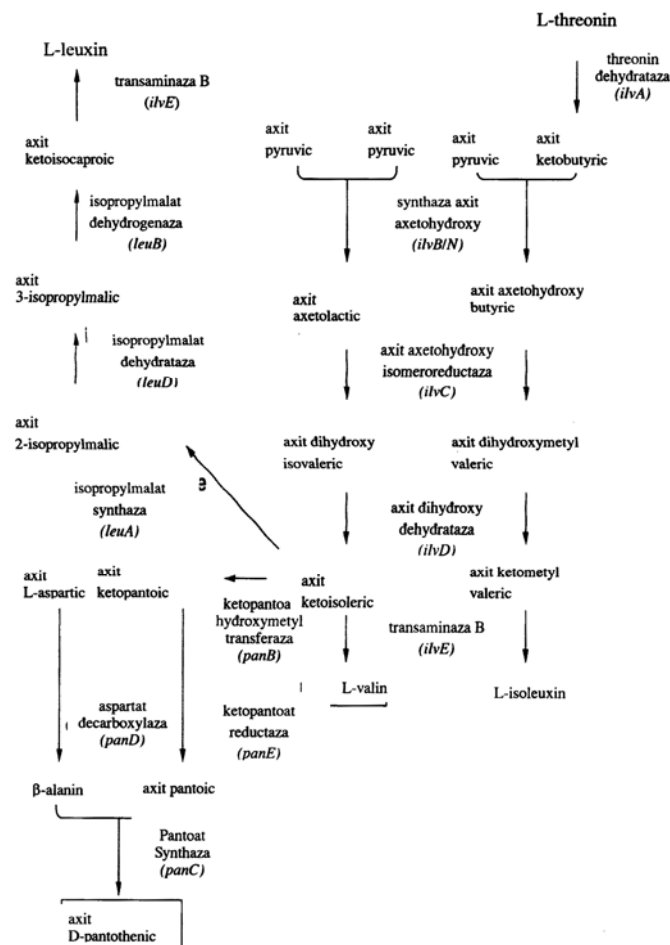 L-threonin
L-leuxin
threonin
dehydrataza
(ilvA)
transaminaza B
(ilvE)
axit
pyruvic
axit
pyruvic
axit
pyruvic
axit
ketobutyric
axit
ketoisocaproic
isopropylmalat
dehydrogenaza
(leuB)
synthaza axit
axetohydroxy
(ilvB/N)
axit
3-isopropylmalic
axit
axetolactic
axit axetohydroxy
butyric
isopropylmalat
dehydrataza
(leuD)
axit axetohydroxy
isomeroreductaza
(ilvC)
axit
2-isopropylmalic
axit dihydroxy
isovaleric
axit dihydroxymetyl
valeric
e
isopropylmalat
synthaza
(leuA)
axit dihydroxy
dehydrataza
(ilvD)
axit
L-aspartic
axit
ketopantoic
axit
ketoisoleric
axit ketometyl
valeric
ketopantoa
hydroxymetyl
transferaza
(panB)
transaminaza B
(ilvE)
L-valin
L-isoleuxin
aspartat
decarboxylaza
(panD)
ketopantoat
reductaza
(panE)
β-alanin
axit pantoic
Pantoat
Synthaza
(panC)
axit
D-pantothenic